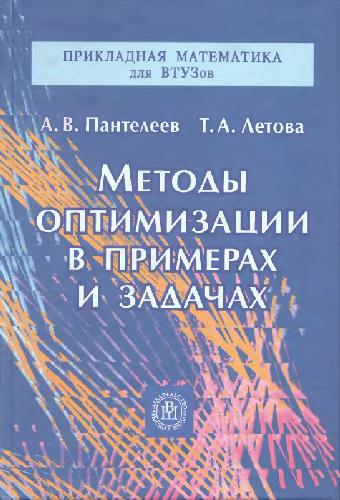 ПРИКЛАДНАЯ МАТЕМАТИКА
для ВТУЗов
А. В. Пантелеев Т. А. Летова
МЕТОДЫ
ОПТИМИЗАЦИИ
В ПРИМЕРАХ
И ЗАДАЧАХ